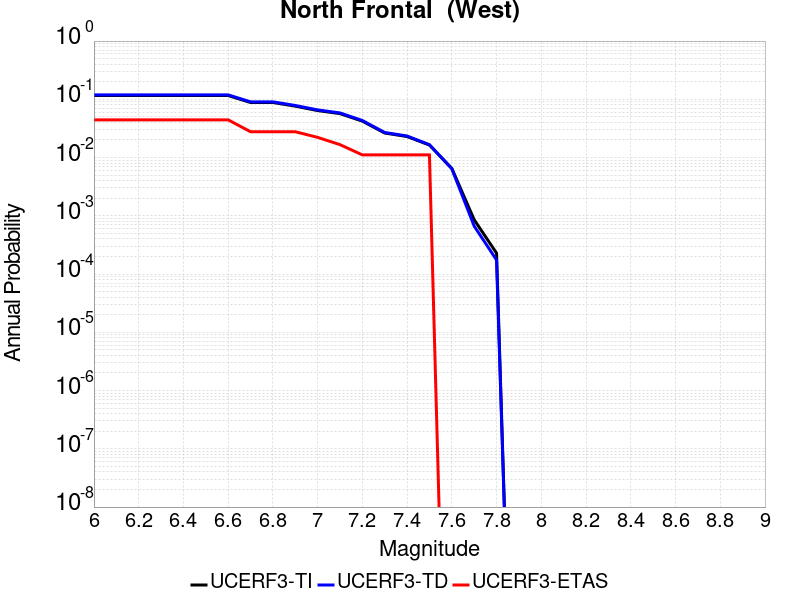 North Frontal  (West)
10^0
10^-1
10^-2
10^-3
10^-4
10^-5
10^-6
10^-7
10^-8
Annual Probability
6 6.2 6.4 6.6 6.8 7 7.2 7.4 7.6 7.8 8 8.2 8.4 8.6 8.8 9
Magnitude
UCERF3-TI UCERF3-TD UCERF3-ETAS